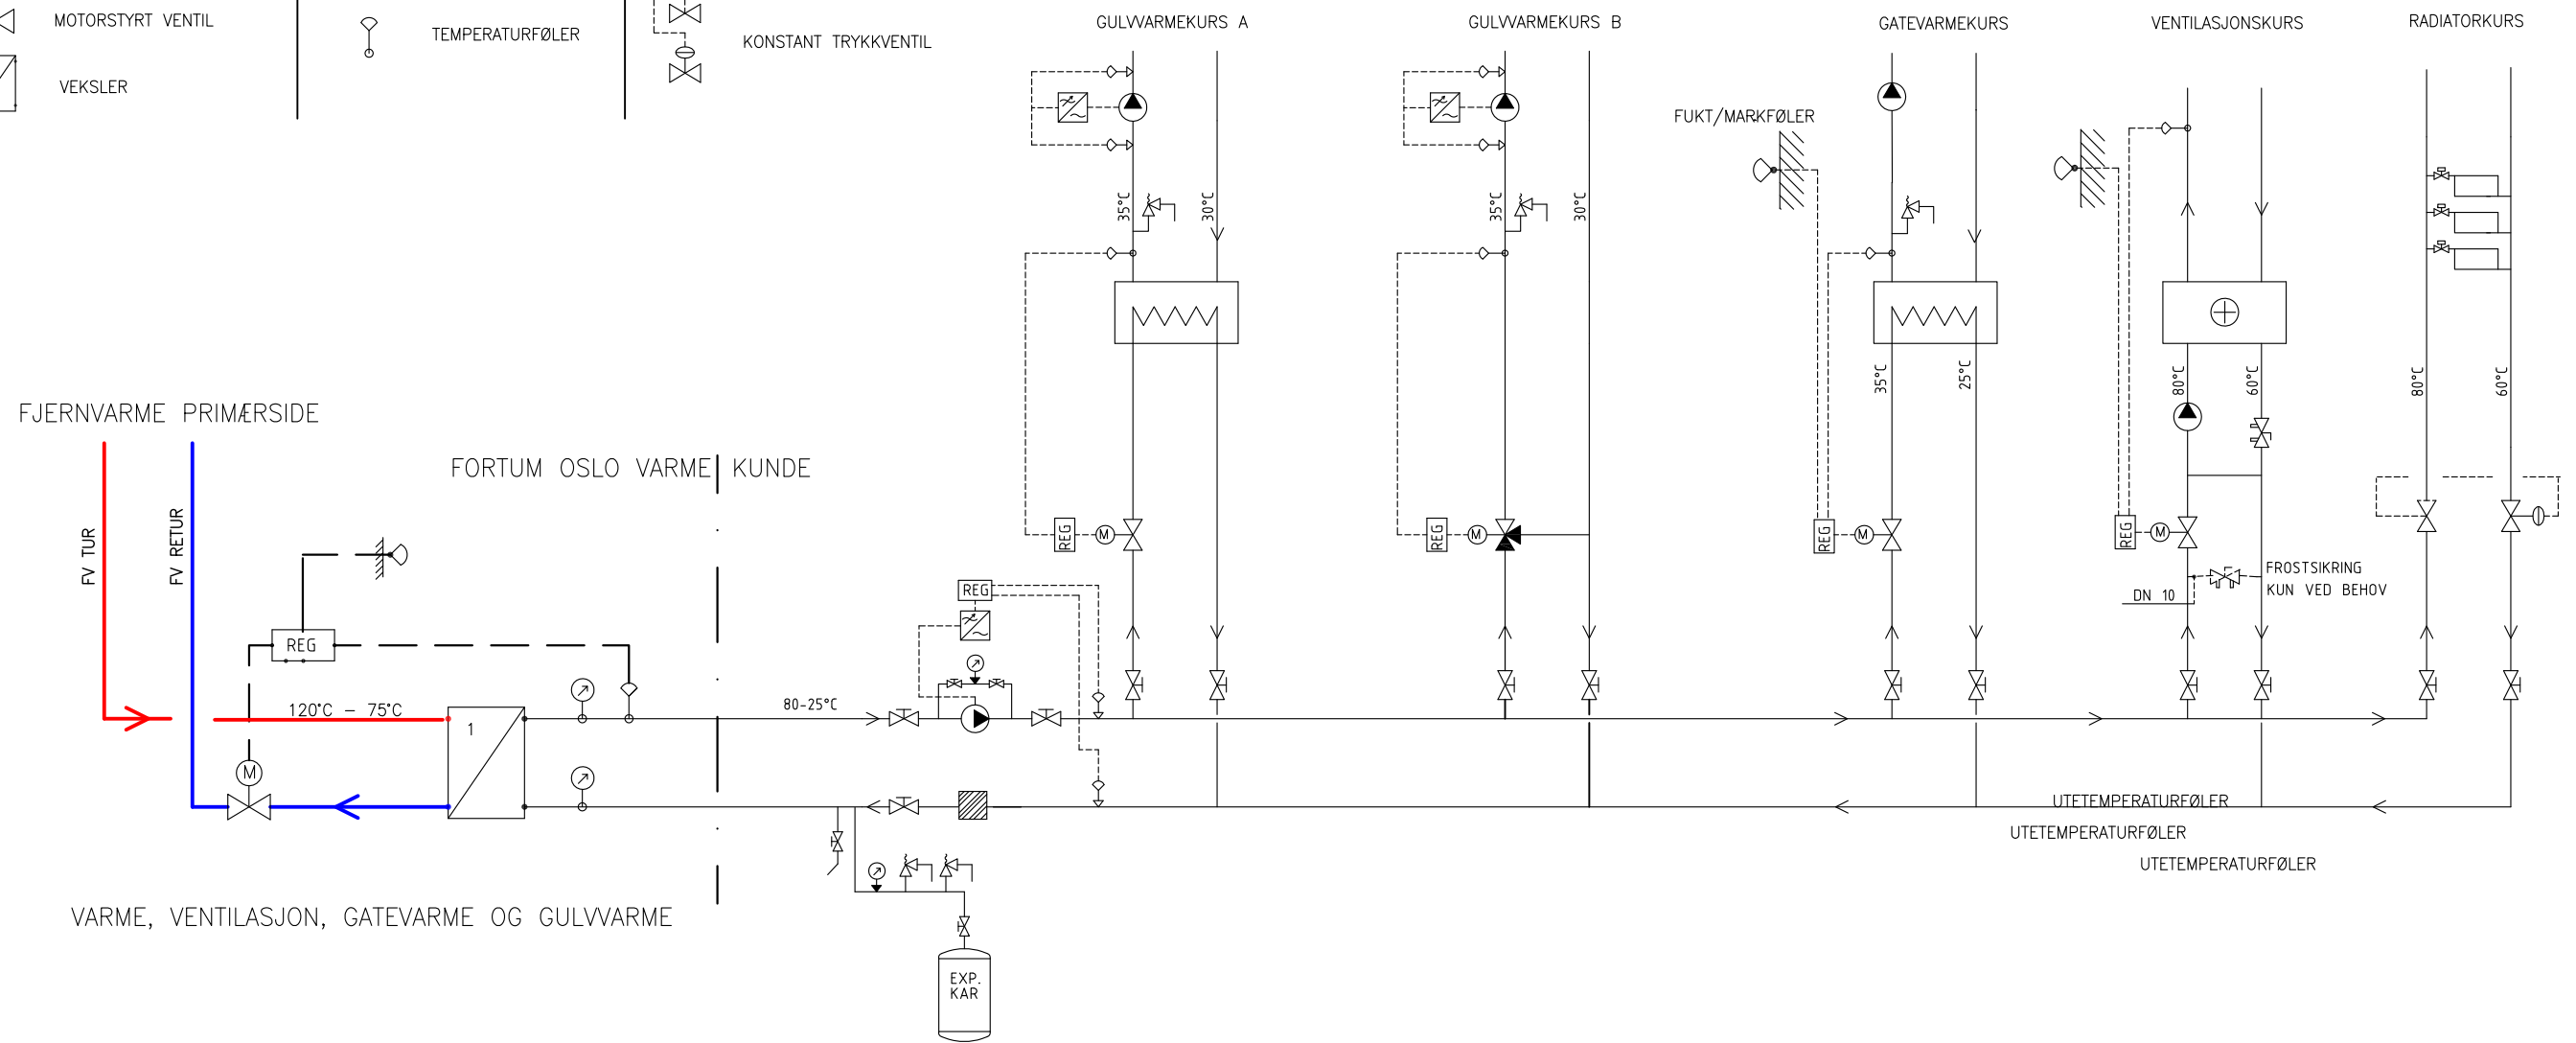 MOTORSTYRT VENTIL
TEMPERATURFØLER
KONSTANT TRYKKVENTIL
VEKSLER
GULVVARMEKURS A
GULVVARMEKURS B
GATEVARMEKURS
VENTILASJONSKURS
RADIATORKURS
FUKT/MARKFØLER
35°C
30°C
35°C
30°C
35°C
25°C
80°C
60°C
80°C
60°C
FJERNVARME PRIMÆRSIDE
FORTUM OSLO VARME
KUNDE
FV TUR
FV RETUR
REG
M
REG
M
REG
M
REG
M
FROSTSIKRING
KUN VED BEHOV
DN 10
REG
REG
120°C - 75°C
1
80-25°C
M
UTETEMPERATURFØLER
UTETEMPERATURFØLER
UTETEMPERATURFØLER
VARME, VENTILASJON, GATEVARME OG GULVVARME
EXP.
KAR